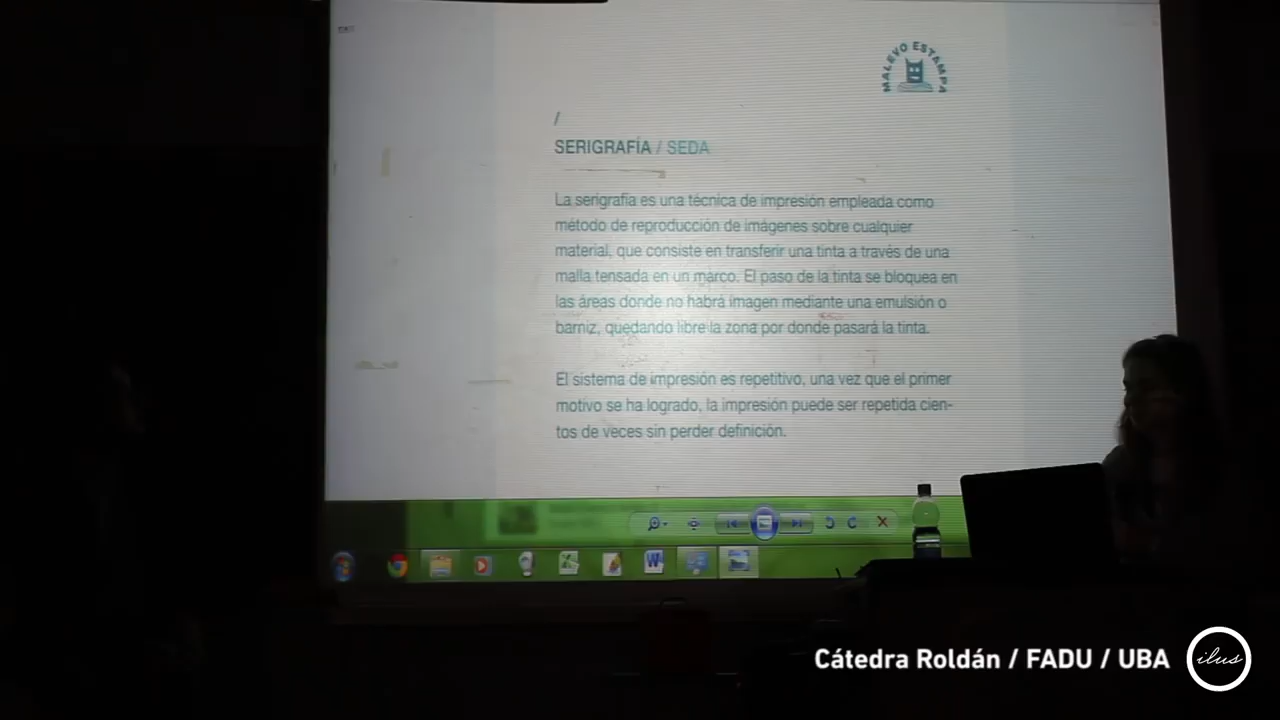 MALEVO ESTAMPA
/
SERIGRAFÍA / SEDA
La serigrafía es una técnica de impresión empleada como
método de reproducción de imágenes sobre cualquier
material, que consiste en transferir una tinta a través de una
malla tensada en un marco. El paso de la tinta se bloquea en
las áreas donde no habrá imagen mediante una emulsión o
barniz, quedando libre la zona por donde pasará la tinta.
El sistema de impresión es repetitivo, una vez que el primer
motivo se ha logrado, la impresión puede ser repetida cien-
tos de veces sin perder definición.
Cátedra Roldán / FADU / UBA
ilus